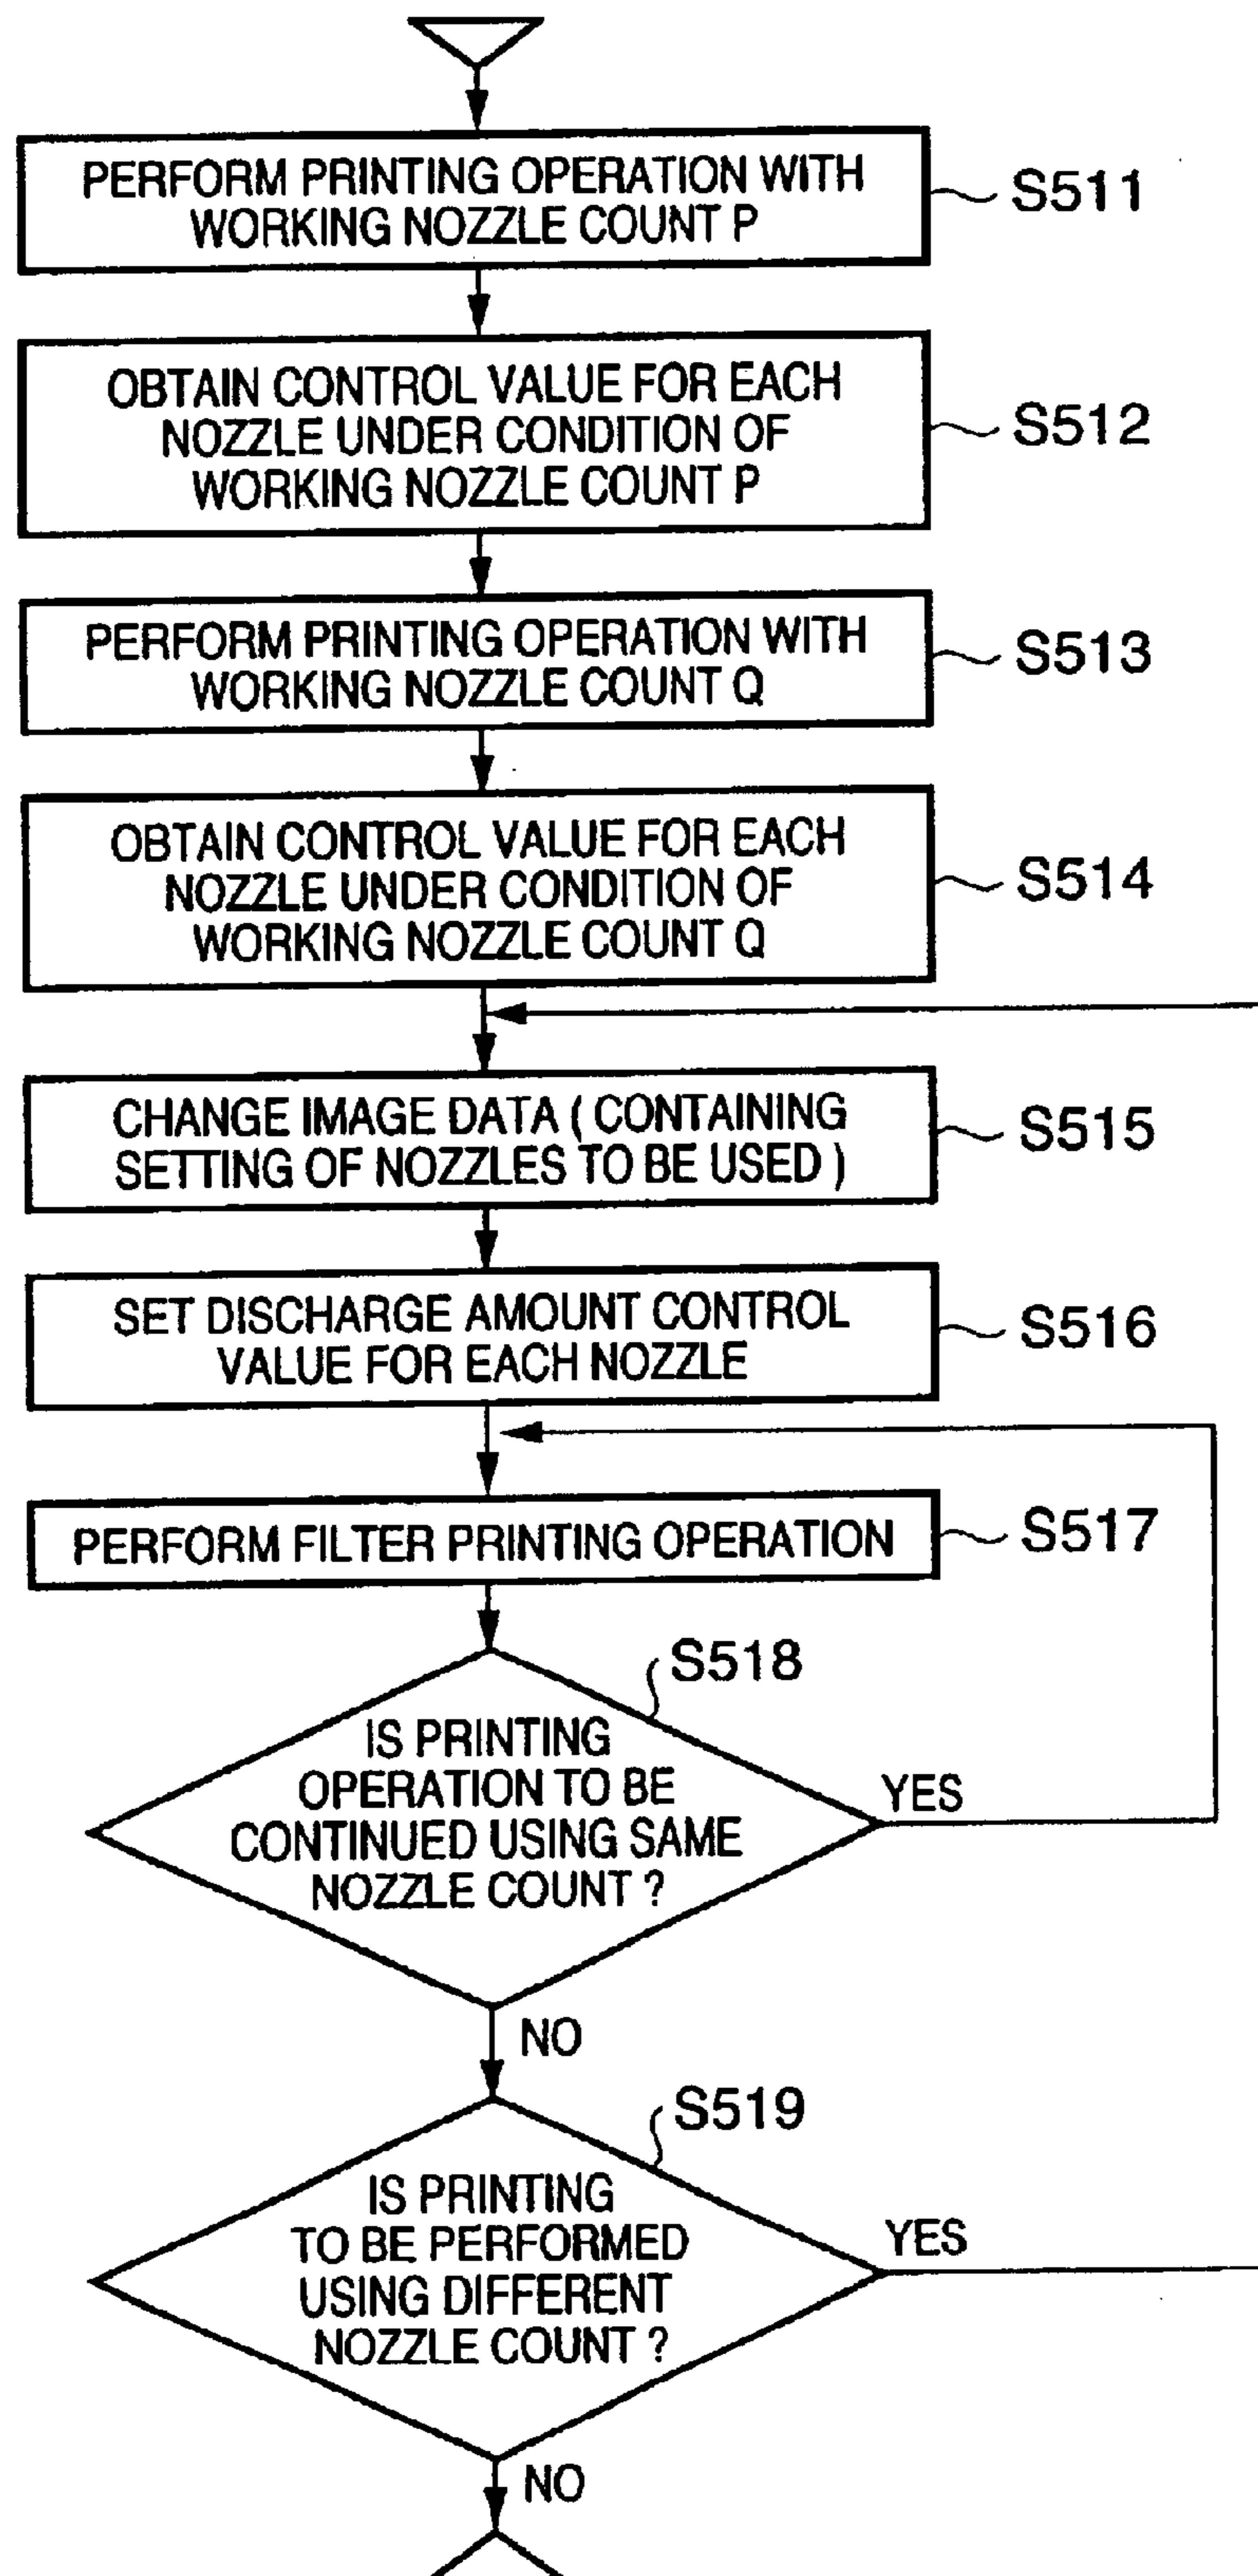 PERFORM PRINTING OPERATION WITH
WORKING NOZZLE COUNT P
S511
OBTAIN CONTROL VALUE FOR EACH
NOZZLE UNDER CONDITION OF
WORKING NOZZLE COUNT P
S512
PERFORM PRINTING OPERATION WITH
WORKING NOZZLE COUNT Q
S513
OBTAIN CONTROL VALUE FOR EACH
NOZZLE UNDER CONDITION OF
WORKING NOZZLE COUNT Q
S514
CHANGE IMAGE DATA ( CONTAINING
SETTING OF NOZZLES TO BE USED )
S515
SET DISCHARGE AMOUNT CONTROL
VALUE FOR EACH NOZZLE
S516
PERFORM FILTER PRINTING OPERATION
S517
S518
IS PRINTING
OPERATION TO BE
CONTINUED USING SAME
NOZZLE COUNT ?
YES
NO
S519
IS PRINTING
TO BE PERFORMED
USING DIFFERENT
NOZZLE COUNT ?
YES
NO